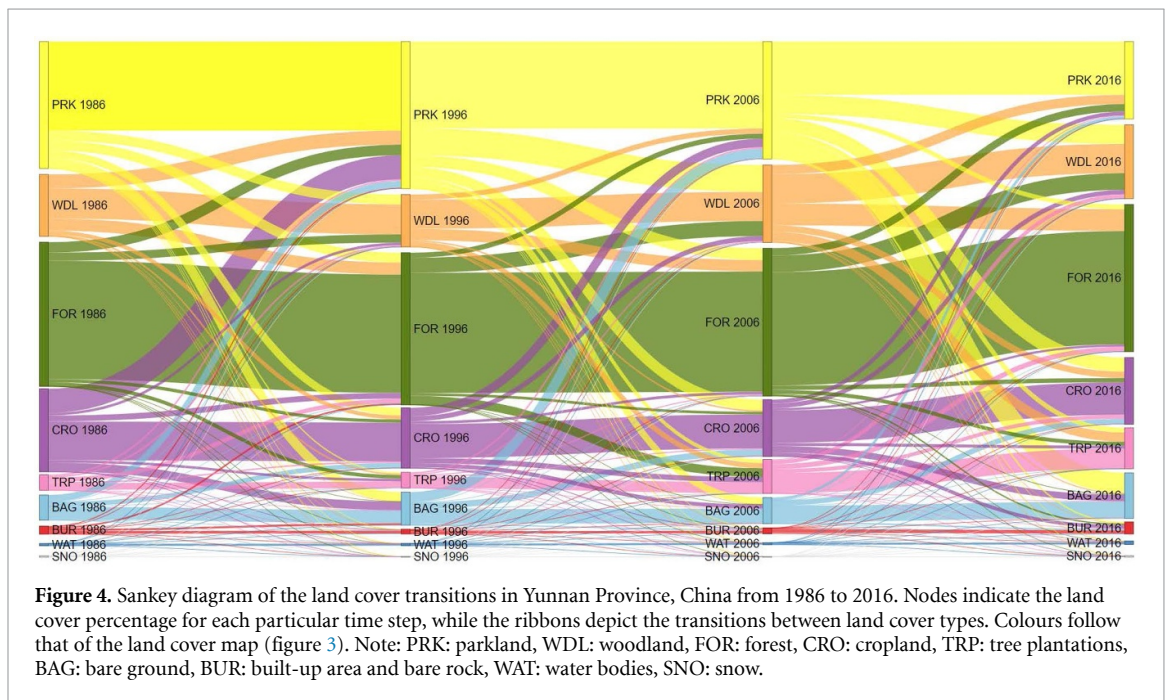 PRK 1986
WDL 1986
FOR 1986
CRO 1986
TRP 1986
BAG 1986
BUR 1986
WAT 1986
SNO 1986
PRK 1996
WDL 1996
FOR 1996
CRO 1996
TRP 1996
BAG 1996
BUR 1996
WAT 1996
SNO 1996
PRK 2006
WDL 2006
FOR 2006
CRO 2006
TRP 2006
BAG 2006
BUR 2006
WAT 2006
SNO 2006
PRK 2016
WDL 2016
FOR 2016
CRO 2016
TRP 2016
BAG 2016
BUR 2016
WAT 2016
SNO 2016
Figure 4. Sankey diagram of the land cover transitions in Yunnan Province, China from 1986 to 2016. Nodes indicate the land
cover percentage for each particular time step, while the ribbons depict the transitions between land cover types. Colours follow
that of the land cover map (figure 3). Note: PRK: parkland, WDL: woodland, FOR: forest, CRO: cropland, TRP: tree plantations,
BAG: bare ground, BUR: built-up area and bare rock, WAT: water bodies, SNO: snow.